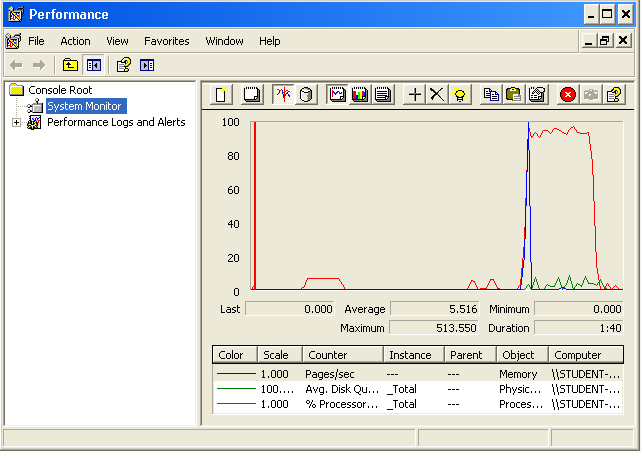 Performance
File Action View Favorites Window Help
Console Root
System Monitor
Performance Logs and Alerts
100
80
60
40
20
0
Last 0.000 Average 5.516 Minimum 0.000
Maximum 513.550 Duration 1:40
Color Scale Counter Instance Parent Object Computer
1.000 Pages/sec --- --- Memory \\STUDENT-...
100.... Avg. Disk Qu... _Total --- Physic... \\STUDENT-...
1.000 % Processor... _Total --- Proces... \\STUDENT-...